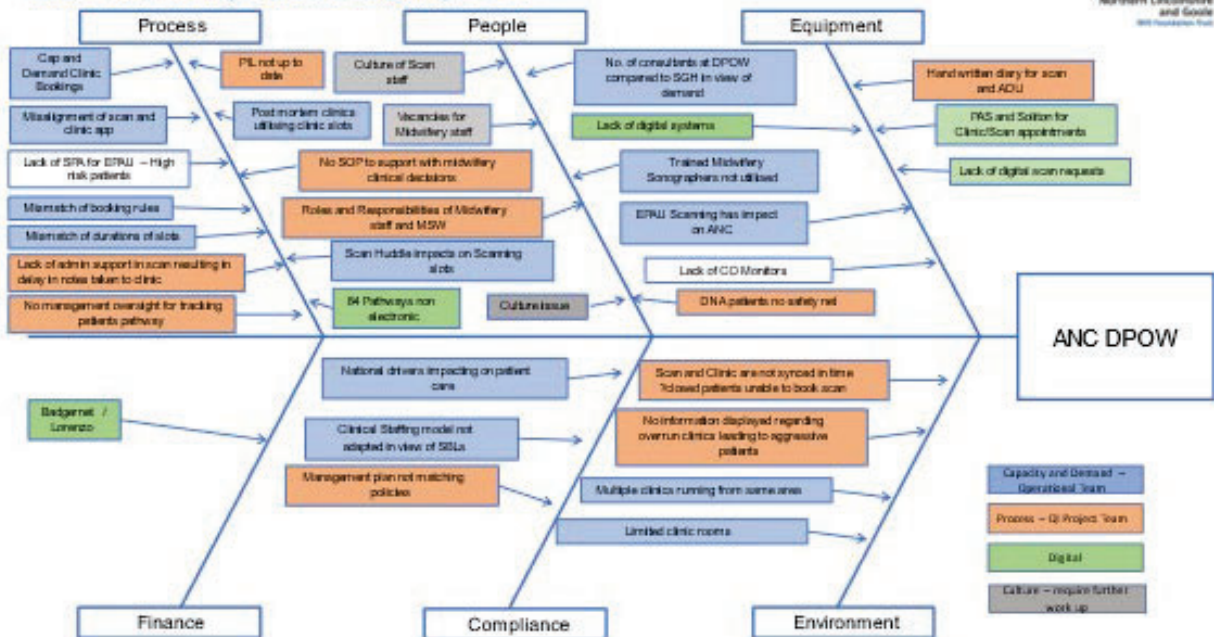 Northern Lincolnshire
and Goole
NHS Foundation Trust
Process
People
Equipment
Cap and
Demand Clinic
Bookings
PIL not up to
date
Culture of Scan
staff
No. of consultants at DPOW
compared to SGH in view of
demand
Hand written diary for scan
and ADU
Misalignment of scan and
clinic app
Post mortem clinics
utilising clinic slots
Vacancies for
Midwifery staff
Lack of digital systems
PAS and Soliton for
Clinic/Scan appointments
Lack of SPA for EPAU – High
risk patients
No SOP to support with midwifery
clinical decisions
Trained Midwifery
Sonographers not utilised
Lack of digital scan requests
Mismatch of booking rules
Roles and Responsibilities of Midwifery
staff and MSW
EPAU Scanning has impact
on ANC
Mismatch of durations of slots
Scan Huddle impacts on Scanning
slots
Lack of CO Monitors
Lack of admin support in scan resulting in
delay in notes taken to clinic
No management oversight for tracking
patients pathway
84 Pathways non
electronic
Culture issue
DNA patients no safety net
ANC DPOW
National drivers impacting on patient
care
Scan and Clinic are not synced in time
?closed patients unable to book scan
Badgernet /
Lorenzo
Clinical Staffing model not
adapted in view of SBLs
No information displayed regarding
overrun clinics leading to aggressive
patients
Management plan not matching
policies
Multiple clinics running from same area
Limited clinic rooms
Capacity and Demand –
Operational Team
Process – QI Project Team
Digital
Culture – require further
work up
Finance
Compliance
Environment